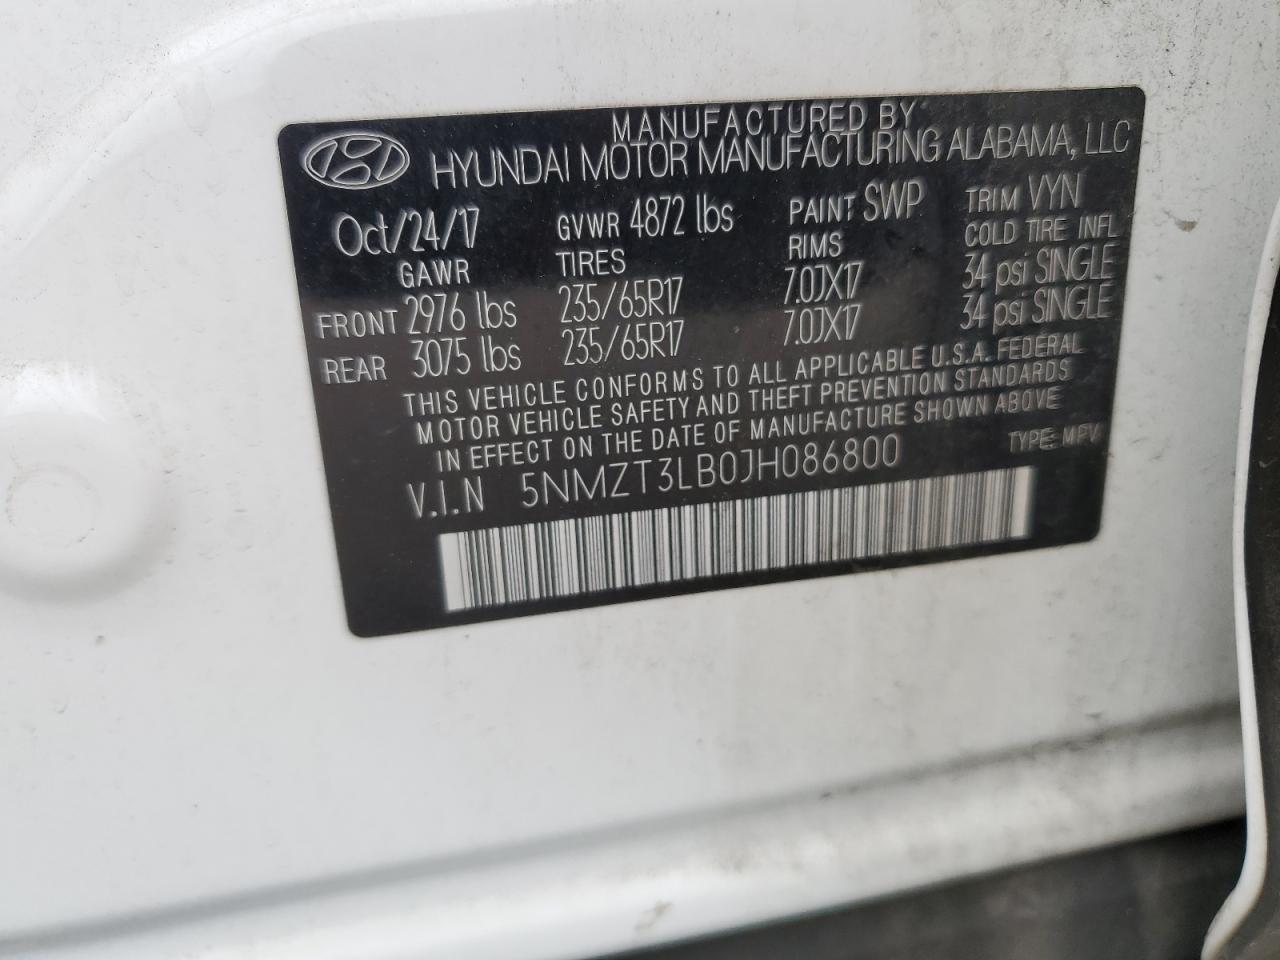 MANUFACTURED BY
HYUNDAI MOTOR MANUFACTURING ALABAMA, LLC
Oct/24/17 GVWR 4872 lbs PAINT SWP TRIM VYN
GAWR TIRES RIMS COLD TIRE INFL
FRONT 2976 lbs 235/65R17 7.0JX17 34 psi SINGLE
REAR 3075 lbs 235/65R17 7.0JX17 34 psi SINGLE
THIS VEHICLE CONFORMS TO ALL APPLICABLE U.S.A. FEDERAL
MOTOR VEHICLE SAFETY AND THEFT PREVENTION STANDARDS
IN EFFECT ON THE DATE OF MANUFACTURE SHOWN ABOVE
V.I.N 5NMZT3LB0JH086800 TYPE: MPV